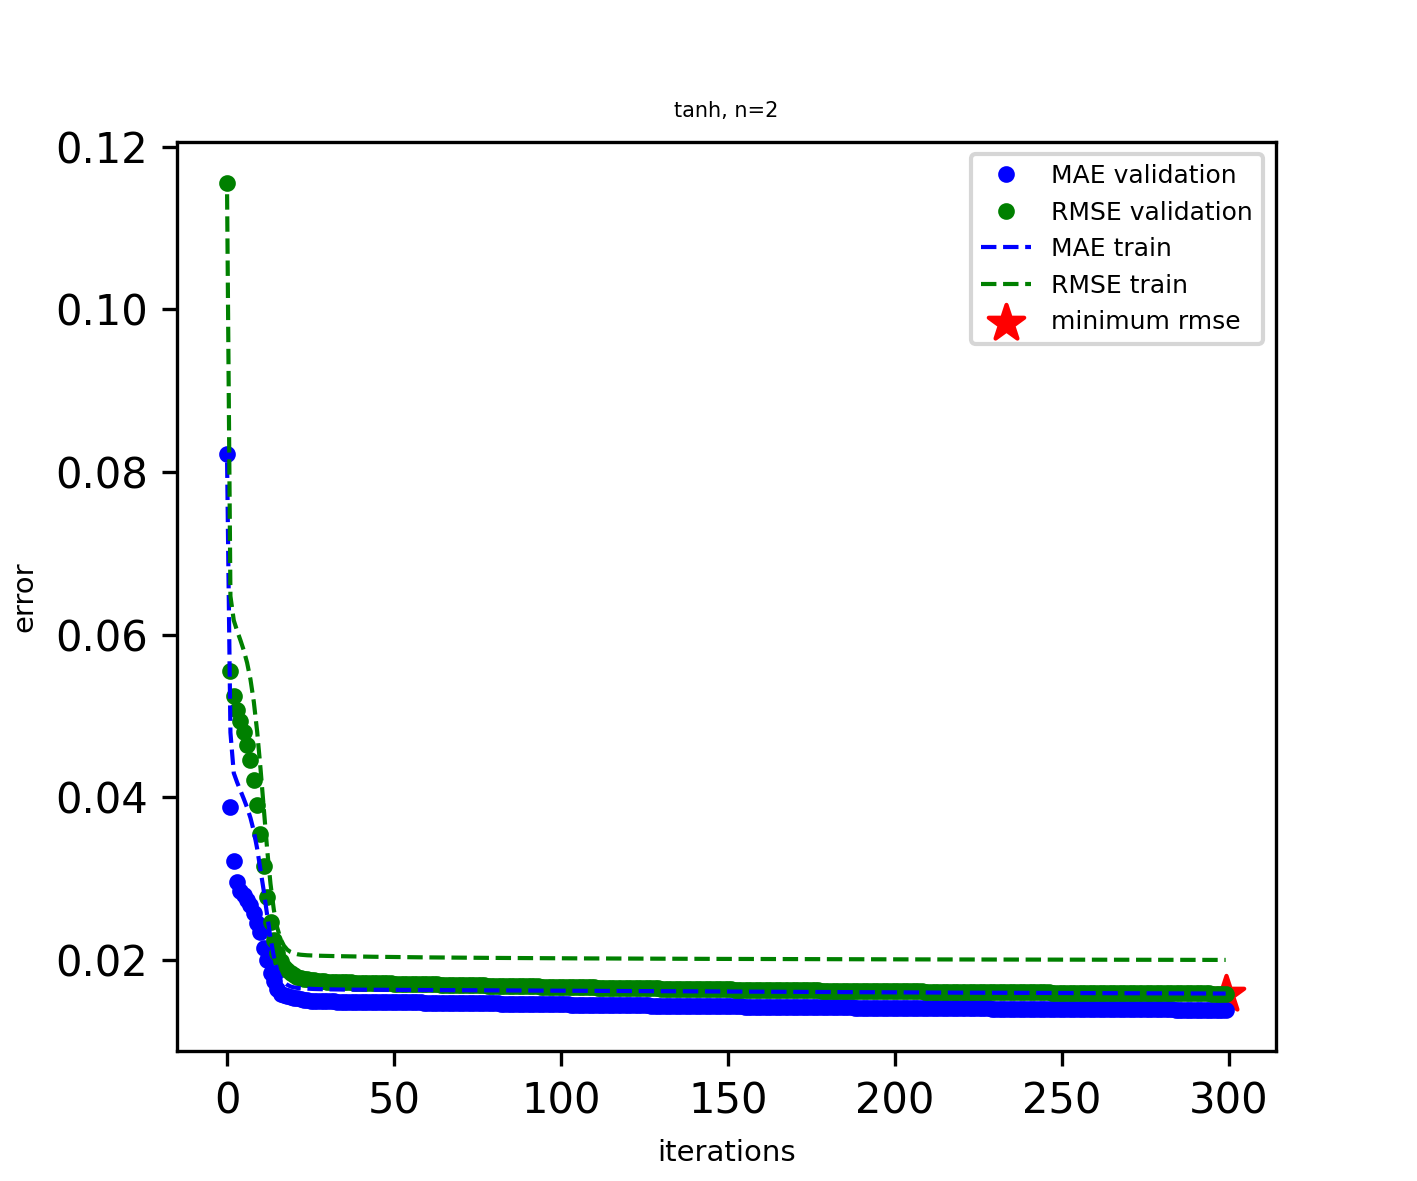 tanh, n=2
0.12
0.10
0.08
0.06
0.04
0.02
error
MAE validation
RMSE validation
MAE train
RMSE train
minimum rmse
0 50 100 150 200 250 300
iterations